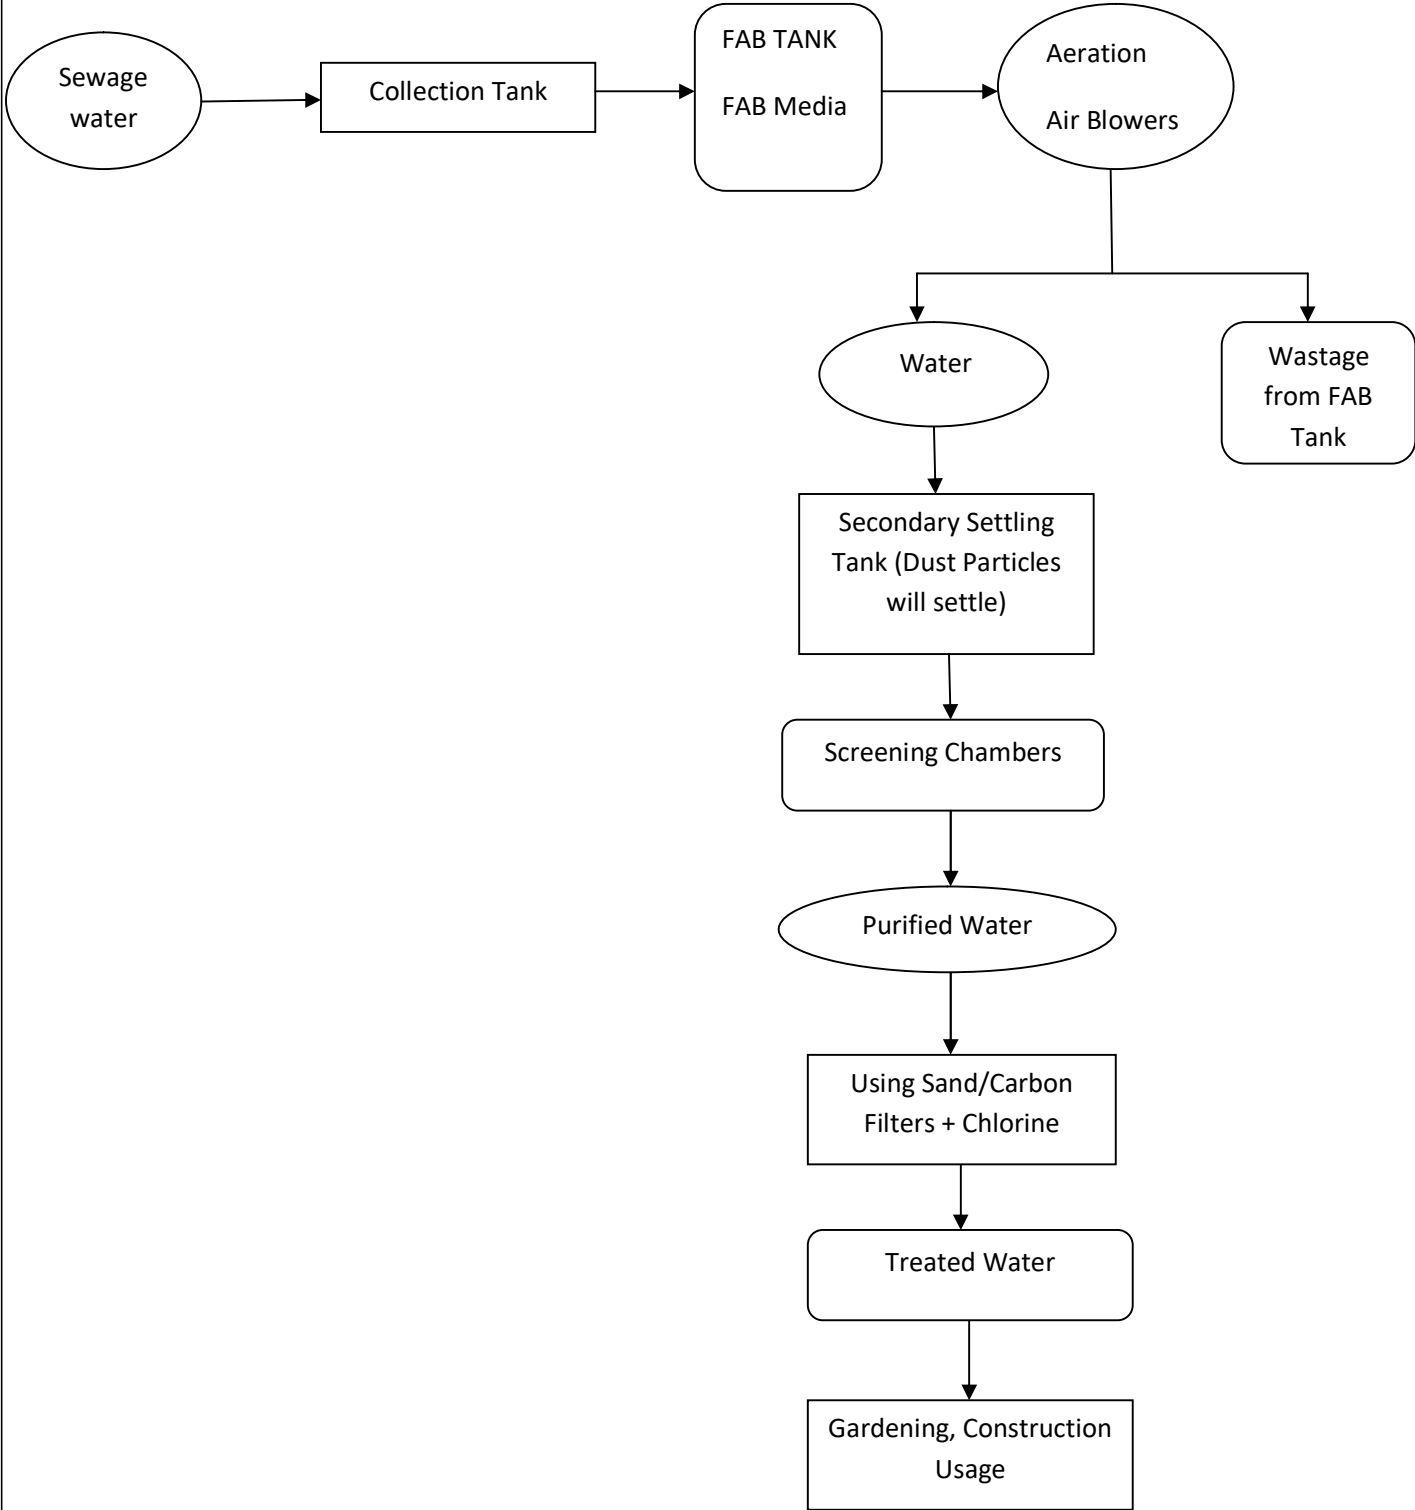 Sewage
water
Collection Tank
FAB TANK
FAB Media
Aeration
Air Blowers
Water
Wastage
from FAB
Tank
Secondary Settling
Tank (Dust Particles
will settle)
Screening Chambers
Purified Water
Using Sand/Carbon
Filters + Chlorine
Treated Water
Gardening, Construction
Usage